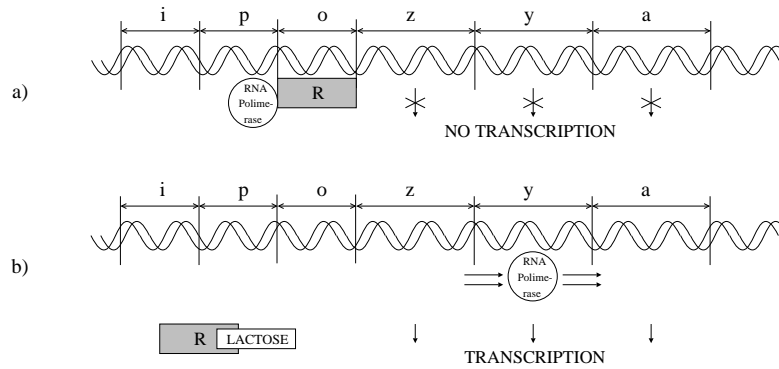 i p o z y a
a)
RNA
Polime-
rase
R
NO TRANSCRIPTION
i p o z y a
b)
RNA
Polime-
rase
R LACTOSE
TRANSCRIPTION